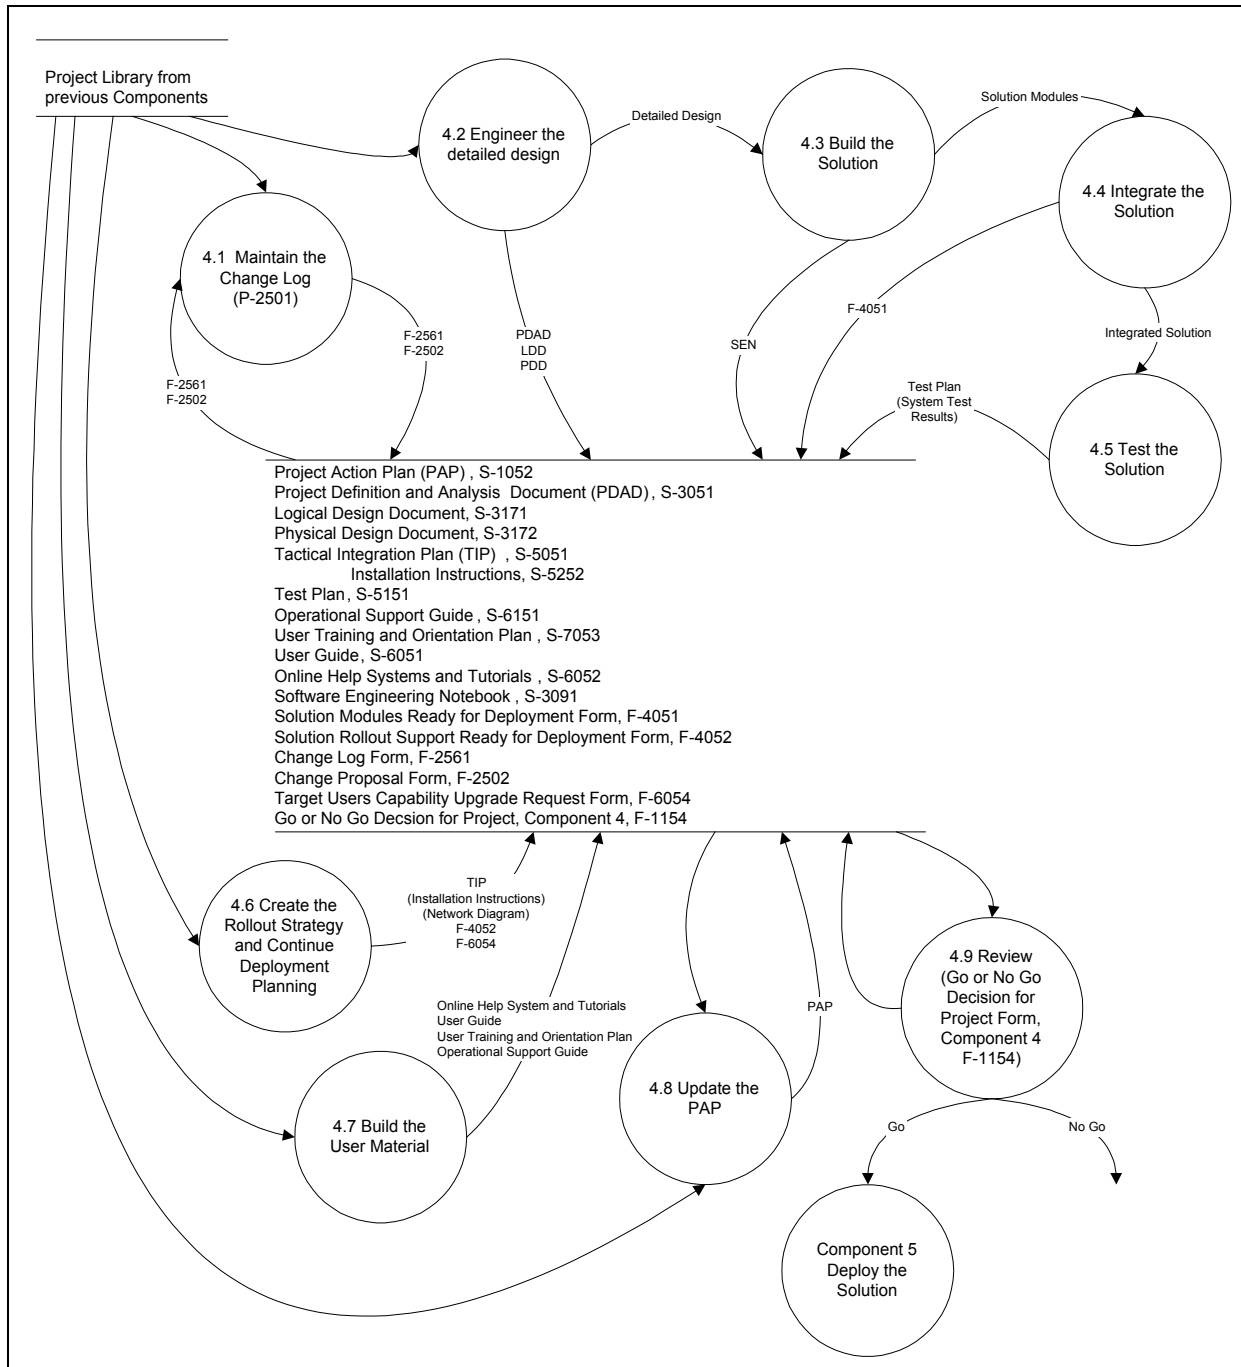 Project Library from
previous Components
4.2 Engineer the
detailed design
Detailed Design
4.3 Build the
Solution
Solution Modules
4.4 Integrate the
Solution
4.1 Maintain the
Change Log
(P-2501)
F-2561
F-2502
F-2561
F-2502
PDAD
LDD
PDD
SEN
F-4051
Integrated Solution
Test Plan
(System Test
Results)
4.5 Test the
Solution
Project Action Plan (PAP) , S-1052
Project Definition and Analysis Document (PDAD) , S-3051
Logical Design Document, S-3171
Physical Design Document, S-3172
Tactical Integration Plan (TIP) , S-5051
Installation Instructions, S-5252
Test Plan , S-5151
Operational Support Guide , S-6151
User Training and Orientation Plan , S-7053
User Guide , S-6051
Online Help Systems and Tutorials , S-6052
Software Engineering Notebook , S-3091
Solution Modules Ready for Deployment Form, F-4051
Solution Rollout Support Ready for Deployment Form, F-4052
Change Log Form, F-2561
Change Proposal Form, F-2502
Target Users Capability Upgrade Request Form, F-6054
Go or No Go Decsion for Project, Component 4, F-1154
4.6 Create the
Rollout Strategy
and Continue
Deployment
Planning
TIP
(Installation Instructions)
(Network Diagram)
F-4052
F-6054
Online Help System and Tutorials
User Guide
User Training and Orientation Plan
Operational Support Guide
4.7 Build the
User Material
4.8 Update the
PAP
PAP
4.9 Review
(Go or No Go
Decision for
Project Form,
Component 4
F-1154)
Go
No Go
Component 5
Deploy the
Solution